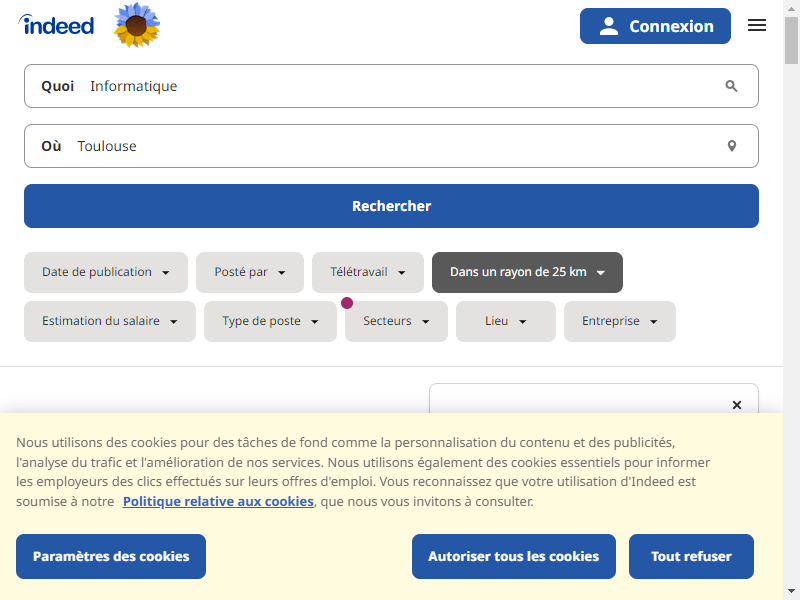 indeed
Connexion
Quoi Informatique
Où Toulouse
Rechercher
Date de publication
Posté par
Télétravail
Dans un rayon de 25 km
Estimation du salaire
Type de poste
Secteurs
Lieu
Entreprise
Nous utilisons des cookies pour des tâches de fond comme la personnalisation du contenu et des publicités,
l'analyse du trafic et l'amélioration de nos services. Nous utilisons également des cookies essentiels pour informer
les employeurs des clics effectués sur leurs offres d'emploi. Vous reconnaissez que votre utilisation d'Indeed est
soumise à notre Politique relative aux cookies, que nous vous invitons à consulter.
Paramètres des cookies
Autoriser tous les cookies
Tout refuser